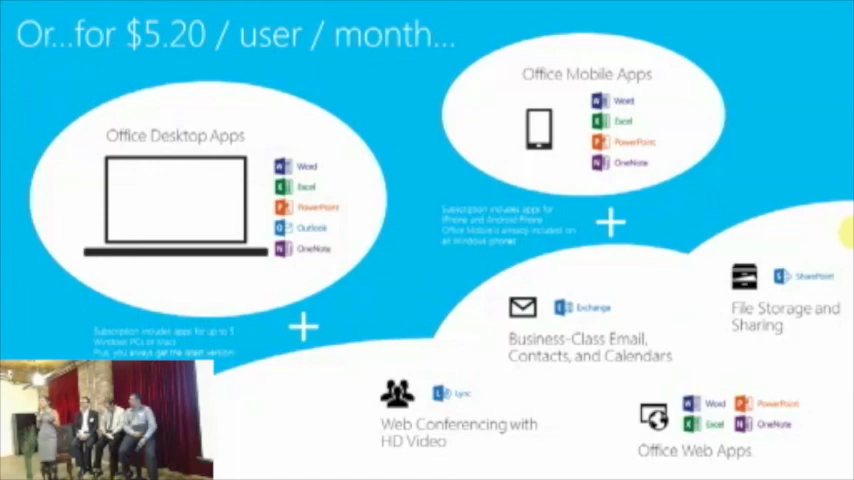 Or...for $5.20 / user / month...
Office Desktop Apps
Word
Excel
PowerPoint
Outlook
OneNote
Subscription includes apps for up to 5
Windows PCs or Macs
Plus, you always get the latest version
Office Mobile Apps
Word
Excel
PowerPoint
OneNote
Subscription includes apps for
iPhone and Android Phone
Office Mobile is already included on
all Windows phones
Exchange
Business-Class Email,
Contacts, and Calendars
SharePoint
File Storage and
Sharing
Lync
Web Conferencing with
HD Video
Word
PowerPoint
Excel
OneNote
Office Web Apps